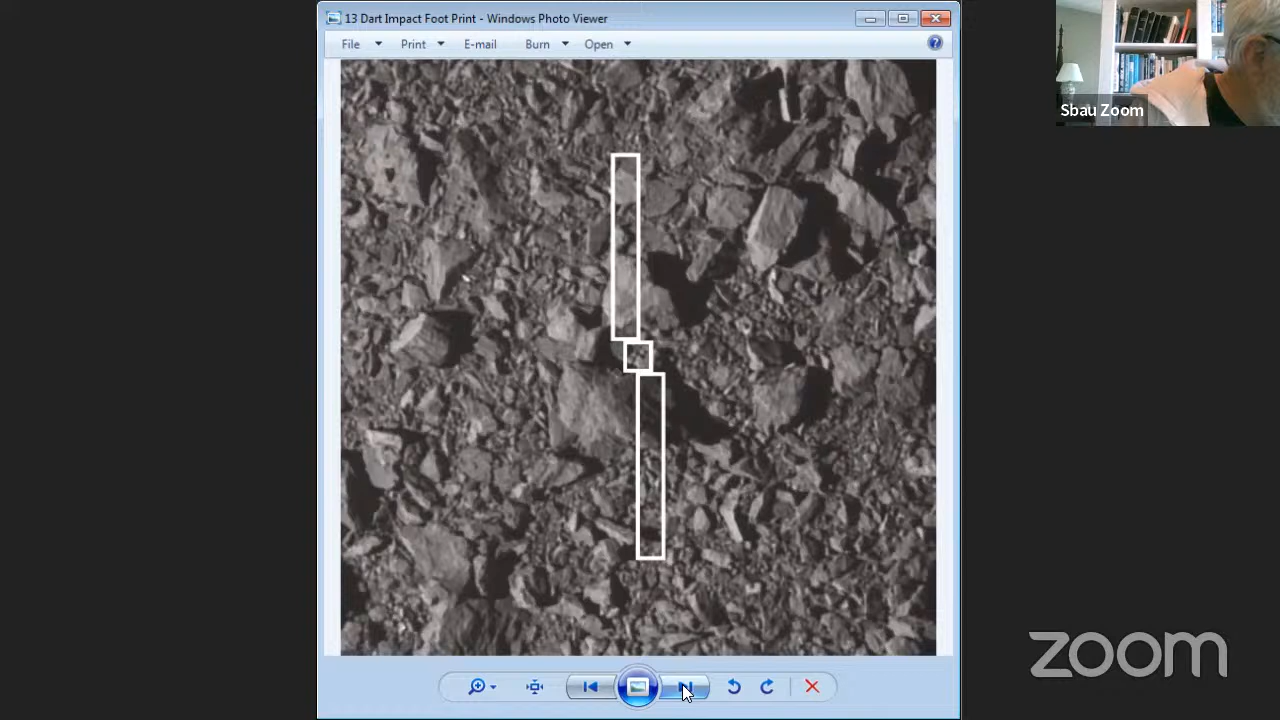 13 Dart Impact Foot Print - Windows Photo Viewer
File Print E-mail Burn Open
Sbau Zoom
zoom